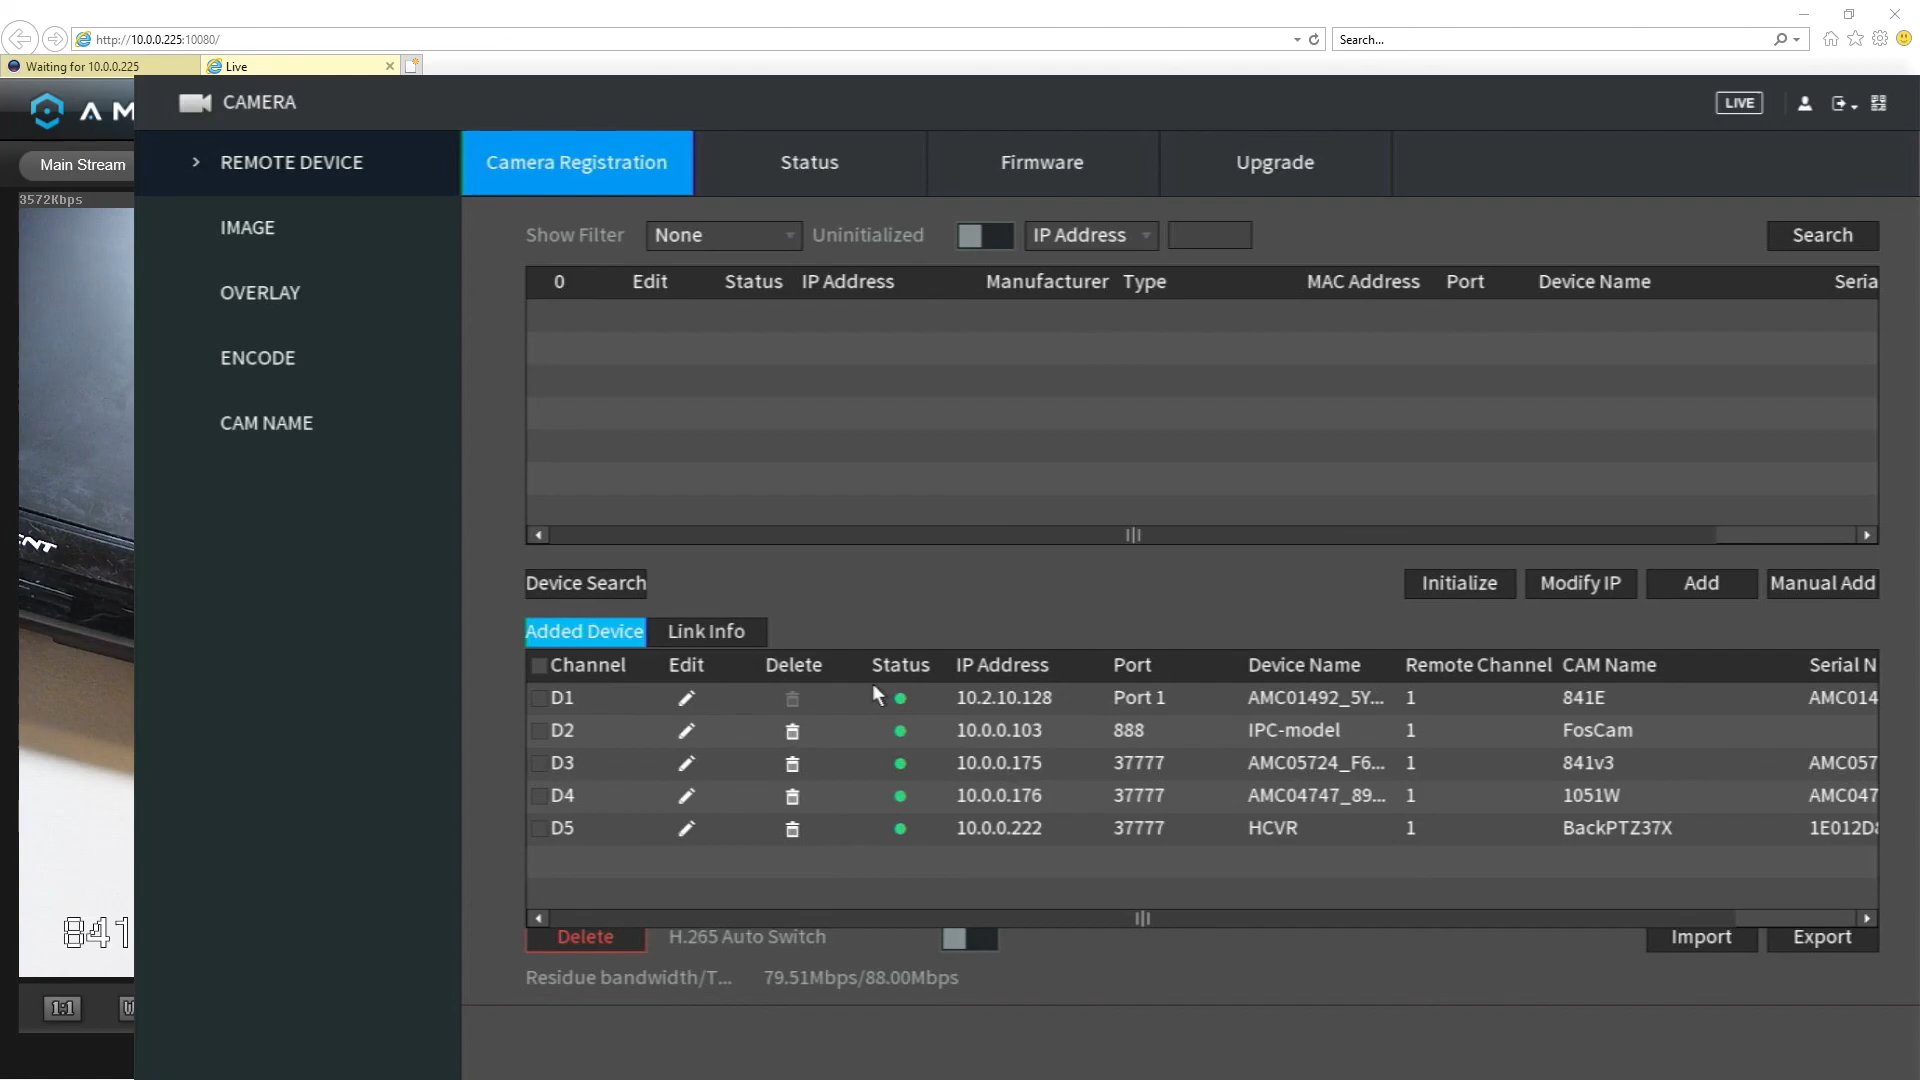 http://10.0.0.225:10080/
Search...
Waiting for 10.0.0.225
Live
AM
CAMERA
LIVE
Main Stream
REMOTE DEVICE
Camera Registration
Status
Firmware
Upgrade
3572Kbps
IMAGE
OVERLAY
ENCODE
CAM NAME
Show Filter None Uninitialized IP Address Search
0 Edit Status IP Address Manufacturer Type MAC Address Port Device Name Seria
Device Search Initialize Modify IP Add Manual Add
Added Device Link Info
Channel Edit Delete Status IP Address Port Device Name Remote Channel CAM Name Serial N
D1 10.2.10.128 Port 1 AMC01492_5Y... 1 841E AMC014
D2 10.0.0.103 888 IPC-model 1 FosCam
D3 10.0.0.175 37777 AMC05724_F6... 1 841v3 AMC057
D4 10.0.0.176 37777 AMC04747_89... 1 1051W AMC047
D5 10.0.0.222 37777 HCVR 1 BackPTZ37X 1E012D8
Delete H.265 Auto Switch Import Export
Residue bandwidth/T... 79.51Mbps/88.00Mbps
841
1:1 W